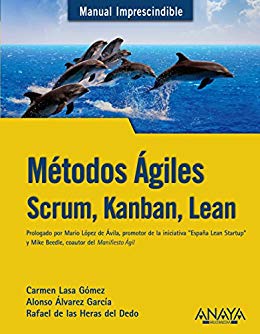 Manual Imprescindible
Métodos Ágiles
Scrum, Kanban, Lean
Prologado por Mario López de Ávila, promotor de la iniciativa "España Lean Startup"
y Mike Beedle, coautor del Manifiesto Ágil
Carmen Lasa Gómez
Alonso Álvarez García
Rafael de las Heras del Dedo
ANAYA
MULTIMEDIA